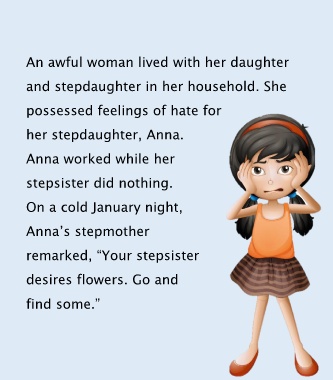 An awful woman lived with her daughter
and stepdaughter in her household. She
possessed feelings of hate for
her stepdaughter, Anna.
Anna worked while her
stepsister did nothing.
On a cold January night,
Anna’s stepmother
remarked, “Your stepsister
desires flowers. Go and
find some.”